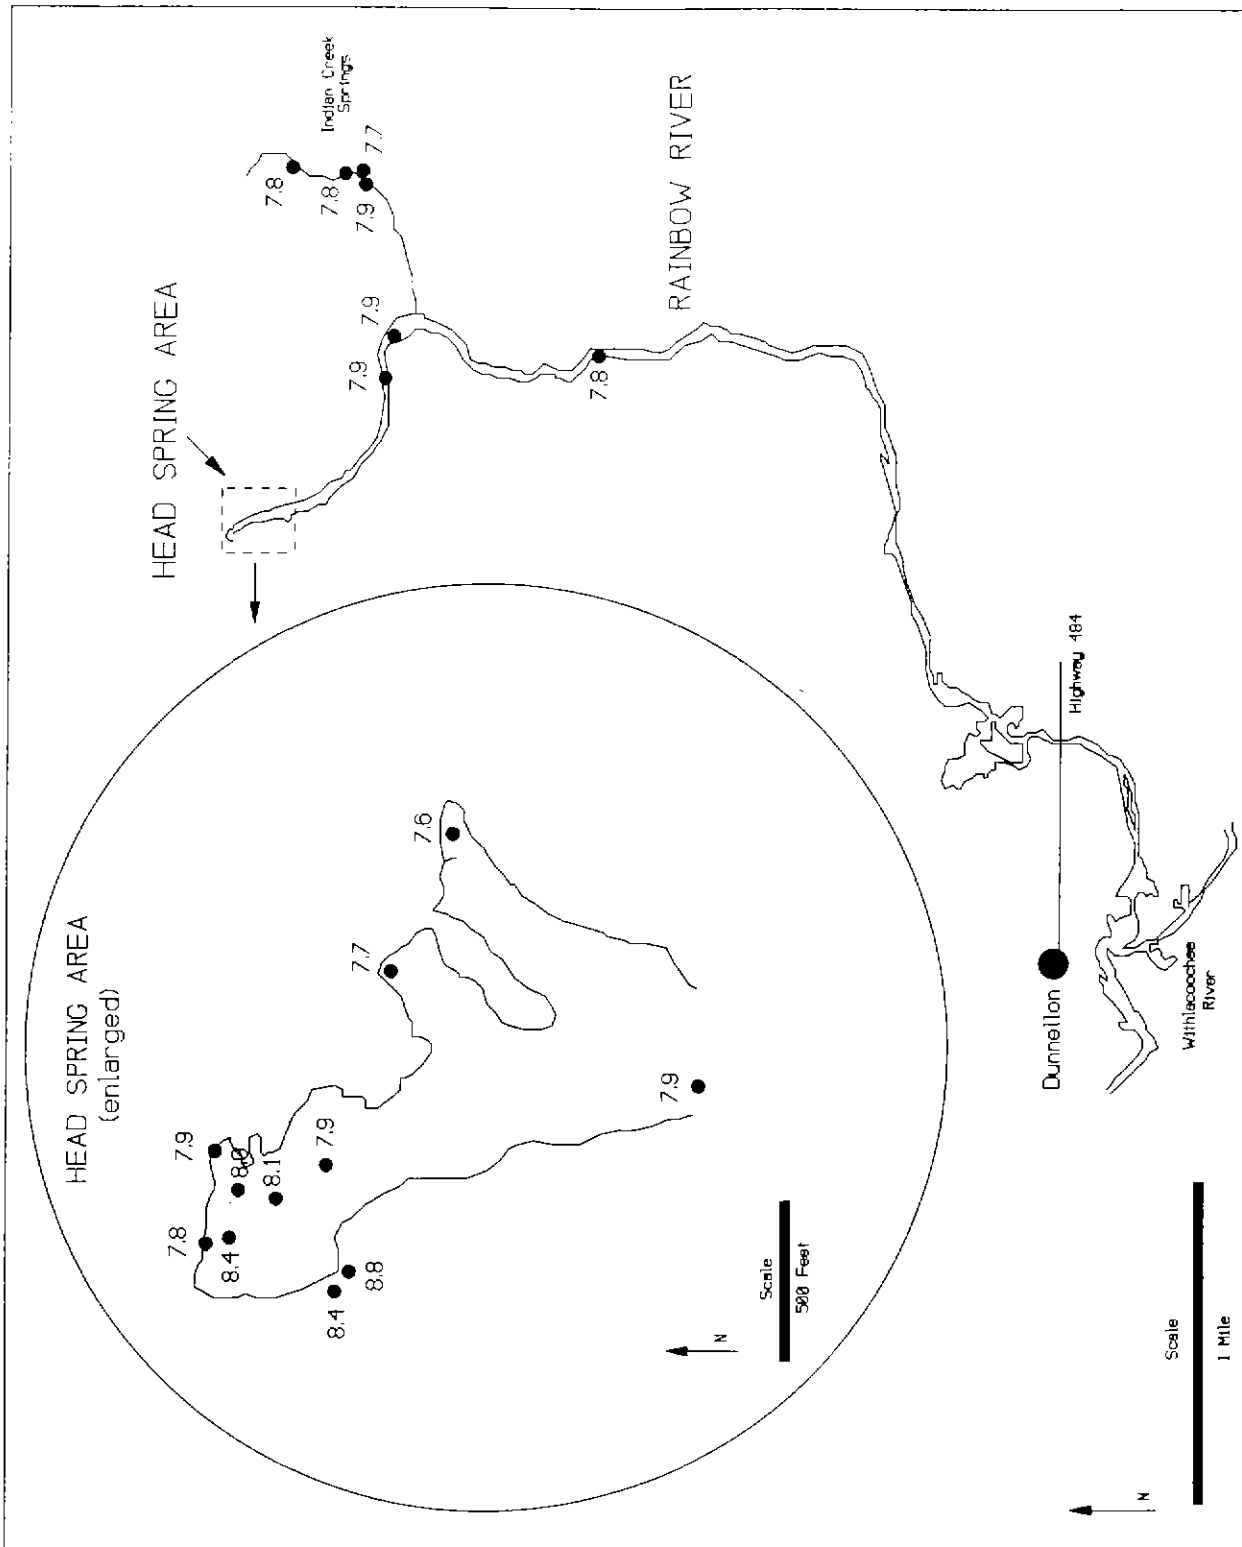 HEAD SPRING AREA
(enlarged)
7.9
7.8
8.0
8.4
8.1
7.9
8.4
8.8
7.7
7.6
7.9
Scale
500 Feet
N
HEAD SPRING AREA
Indian Creek
Springs
7.8
7.8
7.7
7.9
7.9
7.9
7.8
RAINBOW RIVER
Highway 484
Dunnellon
Withlacoochee
River
Scale
1 Mile
N